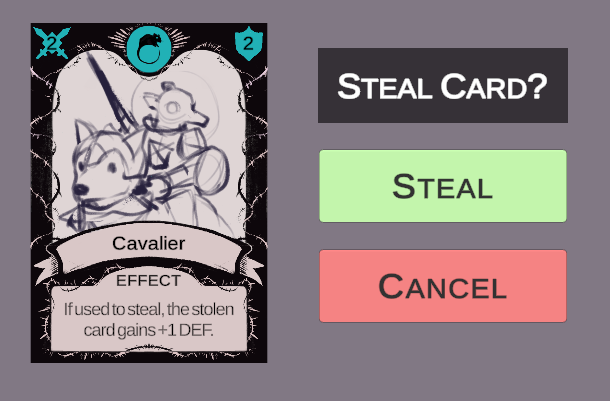 2
2
Cavalier
EFFECT
If used to steal, the stolen
card gains +1 DEF.
STEAL CARD?
STEAL
CANCEL